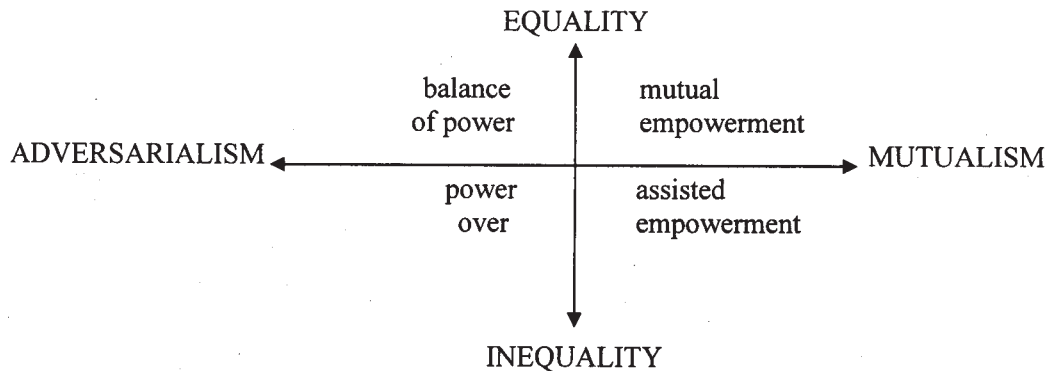 EQUALITY
balance
of power
mutual
empowerment
ADVERSARIALISM
MUTUALISM
power
over
assisted
empowerment
INEQUALITY